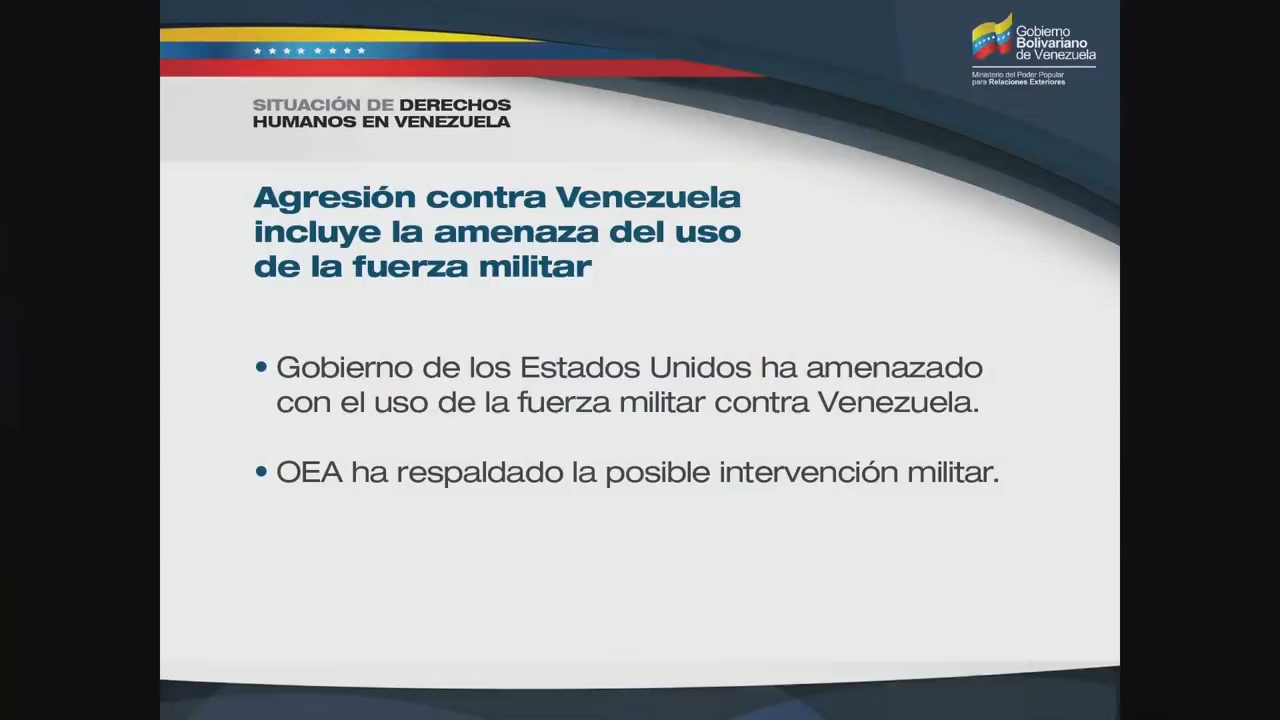 Gobierno
Bolivariano
de Venezuela
Ministerio del Poder Popular
para Relaciones Exteriores
SITUACIÓN DE DERECHOS
HUMANOS EN VENEZUELA
Agresión contra Venezuela
incluye la amenaza del uso
de la fuerza militar
• Gobierno de los Estados Unidos ha amenazado
con el uso de la fuerza militar contra Venezuela.
• OEA ha respaldado la posible intervención militar.